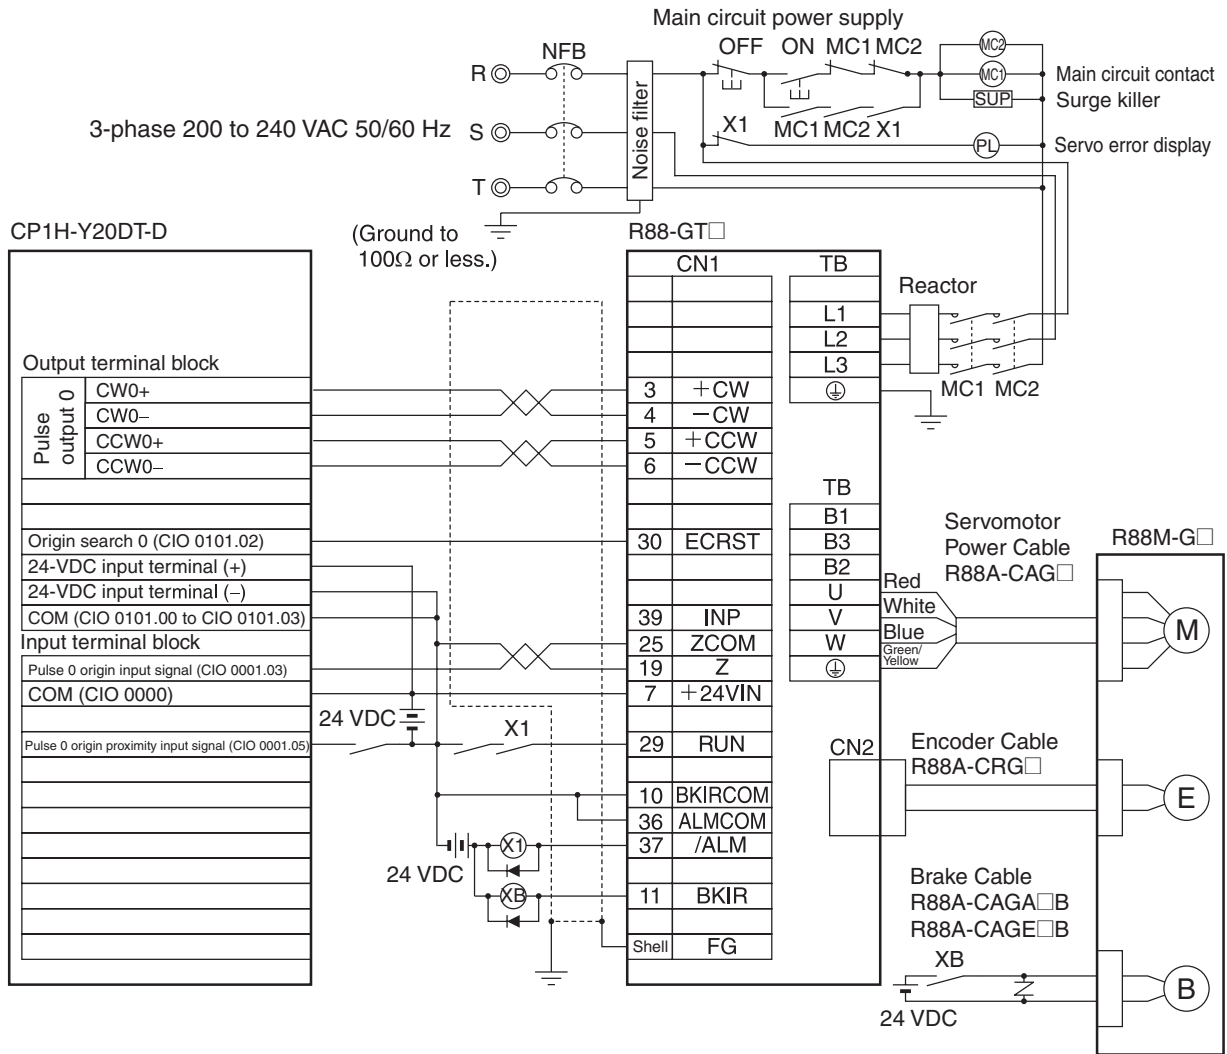 Main circuit power supply
OFF ON MC1 MC2
NFB
R
MC2
MC1
Main circuit contact
SUP
Surge killer
3-phase 200 to 240 VAC 50/60 Hz
S
Noise filter
X1
MC1 MC2 X1
PL
Servo error display
T
CP1H-Y20DT-D
(Ground to
100Ω or less.)
R88-GT□
CN1
TB
Reactor
L1
L2
L3
MC1 MC2
Output terminal block
Pulse
output 0
CW0+
3 +CW
CW0–
4 –CW
CCW0+
5 +CCW
CCW0–
6 –CCW
TB
B1
Origin search 0 (CIO 0101.02)
30 ECRST
B3
24-VDC input terminal (+)
B2
24-VDC input terminal (–)
U
COM (CIO 0101.00 to CIO 0101.03)
39 INP
V
Input terminal block
25 ZCOM
W
Pulse 0 origin input signal (CIO 0001.03)
19 Z
COM (CIO 0000)
7 +24VIN
Red
White
Blue
Green/
Yellow
Servomotor
Power Cable
R88A-CAG□
R88M-G□
M
24 VDC
X1
Pulse 0 origin proximity input signal (CIO 0001.05)
29 RUN
CN2
Encoder Cable
R88A-CRG□
E
10 BKIRCOM
36 ALMCOM
X1
37 /ALM
24 VDC
XB
11 BKIR
Shell FG
Brake Cable
R88A-CAGA□B
R88A-CAGE□B
XB
24 VDC
B